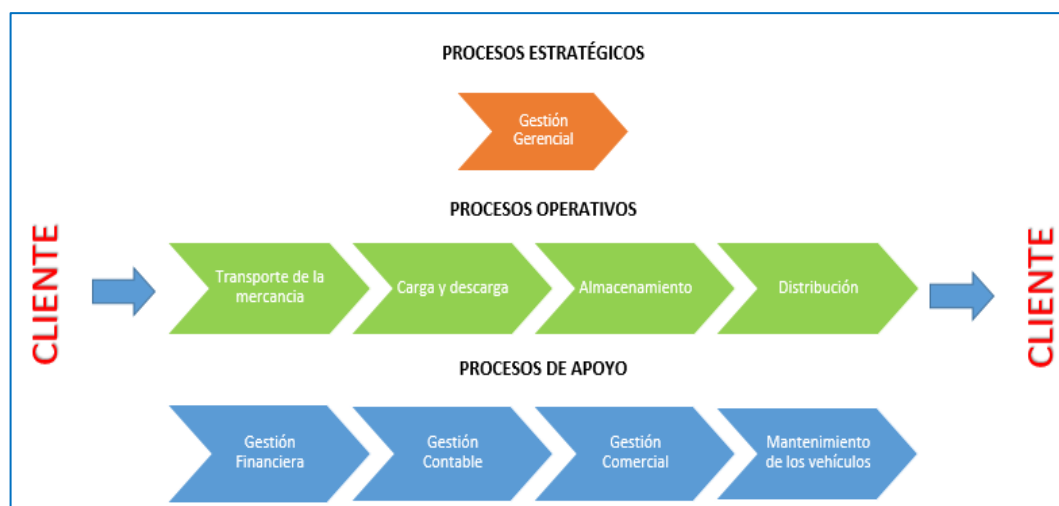 PROCESOS ESTRATÉGICOS
Gestión
Gerencial
PROCESOS OPERATIVOS
CLIENTE
Transporte de la
mercancia
Carga y descarga
Almacenamiento
Distribución
CLIENTE
PROCESOS DE APOYO
Gestión
Financiera
Gestión
Contable
Gestión
Comercial
Mantenimiento
de los vehículos